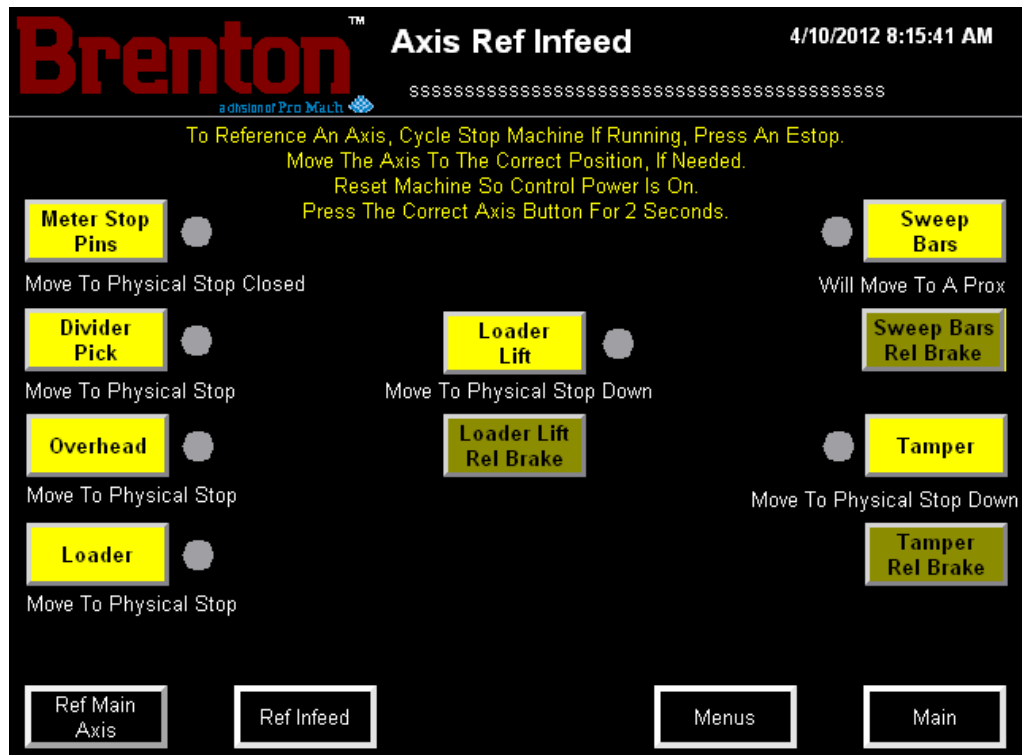 Brenton™
a division of Pro Mach
Axis Ref Infeed
4/10/2012 8:15:41 AM
sssssssssssssssssssssssssssssssssssssssssss
To Reference An Axis, Cycle Stop Machine If Running, Press An Estop.
Move The Axis To The Correct Position, If Needed.
Reset Machine So Control Power Is On.
Press The Correct Axis Button For 2 Seconds.
Meter Stop
Pins
Move To Physical Stop Closed
Sweep
Bars
Will Move To A Prox
Divider
Pick
Move To Physical Stop
Loader
Lift
Move To Physical Stop Down
Sweep Bars
Rel Brake
Overhead
Move To Physical Stop
Loader Lift
Rel Brake
Tamper
Move To Physical Stop Down
Loader
Move To Physical Stop
Tamper
Rel Brake
Ref Main
Axis
Ref Infeed
Menus
Main